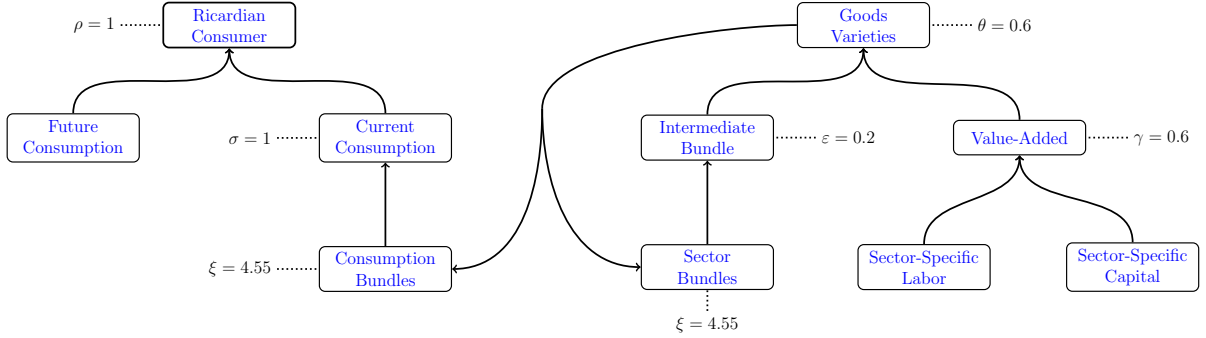 ρ = 1
Ricardian
Consumer
Goods
Varieties
θ = 0.6
Future
Consumption
σ = 1
Current
Consumption
Intermediate
Bundle
ε = 0.2
Value-Added
γ = 0.6
ξ = 4.55
Consumption
Bundles
Sector
Bundles
Sector-Specific
Labor
Sector-Specific
Capital
ξ = 4.55